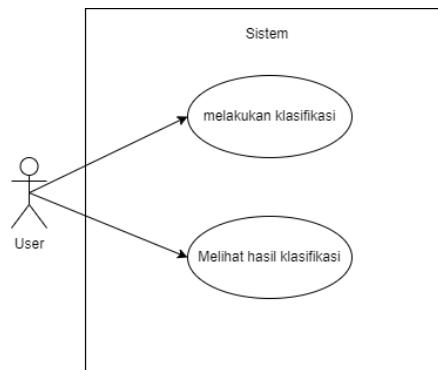 Sistem
melakukan klasifikasi
User
Melihat hasil klasifikasi